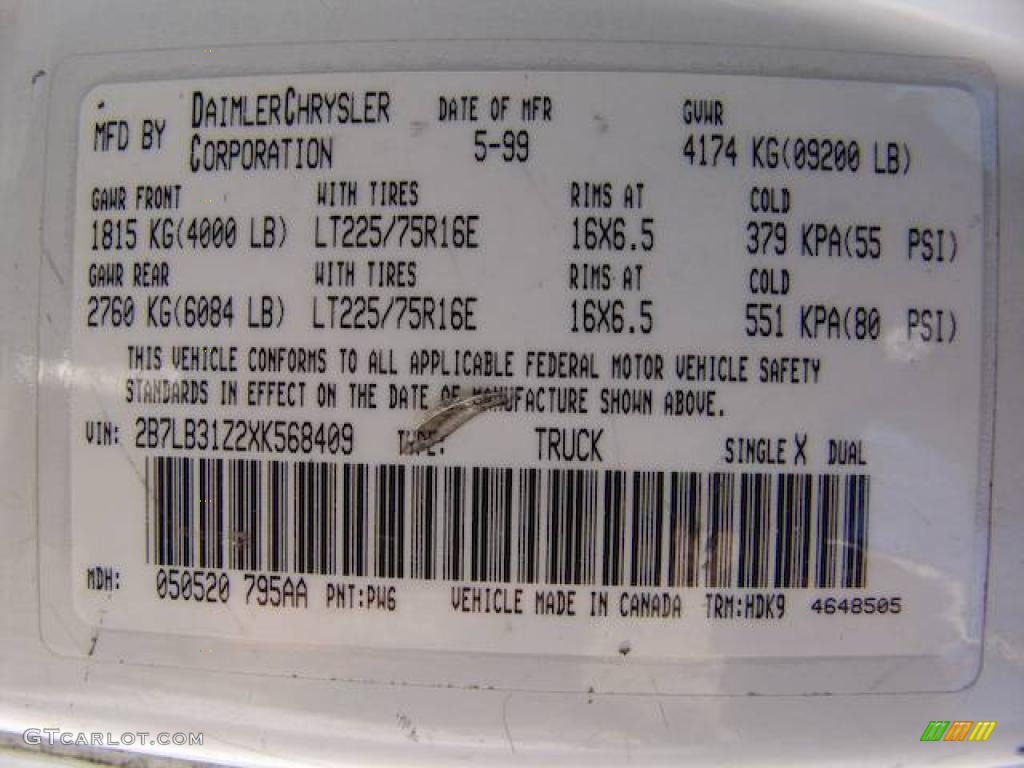 MFD BY DAIMLERCHRYSLER CORPORATION DATE OF MFR 5-99 GVWR 4174 KG(09200 LB)
GAWR FRONT WITH TIRES RIMS AT COLD
1815 KG(4000 LB) LT225/75R16E 16X6.5 379 KPA(55 PSI)
GAWR REAR WITH TIRES RIMS AT COLD
2760 KG(6084 LB) LT225/75R16E 16X6.5 551 KPA(80 PSI)
THIS VEHICLE CONFORMS TO ALL APPLICABLE FEDERAL MOTOR VEHICLE SAFETY
STANDARDS IN EFFECT ON THE DATE OF MANUFACTURE SHOWN ABOVE.
VIN: 2B7LB31Z2XK568409 TYPE: TRUCK SINGLE X DUAL
MDH: 050520 795AA PNT:PW6 VEHICLE MADE IN CANADA TRM:HDK9 4648505
GTCARLOT.COM